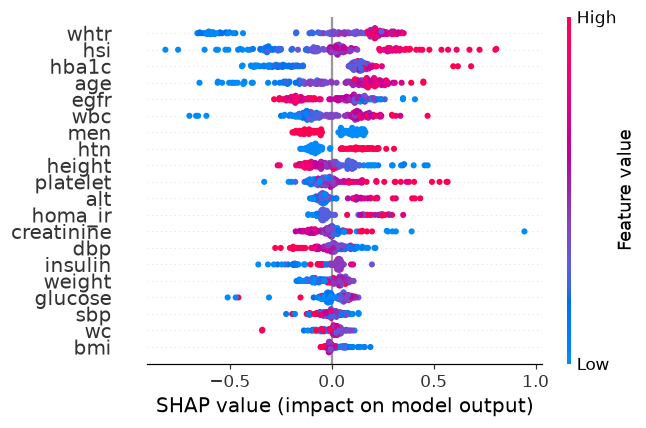 High
whtr
hsi
hba1c
age
egfr
wbc
men
htn
height
platelet
alt
homa_ir
creatinine
dbp
insulin
weight
glucose
sbp
wc
bmi
Feature value
Low
−0.5
0.0
0.5
1.0
SHAP value (impact on model output)